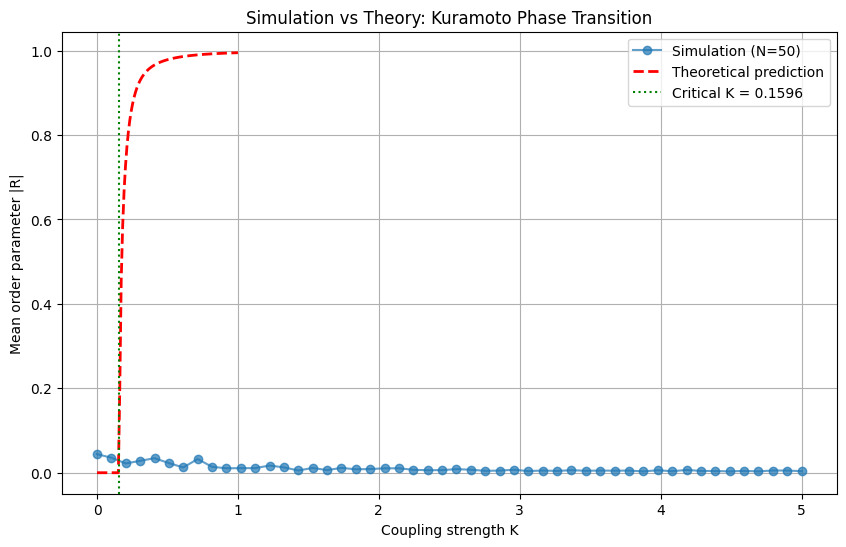 Simulation vs Theory: Kuramoto Phase Transition
Mean order parameter |R|
1.0
0.8
0.6
0.4
0.2
0.0
Simulation (N=50)
Theoretical prediction
Critical K = 0.1596
0 1 2 3 4 5
Coupling strength K